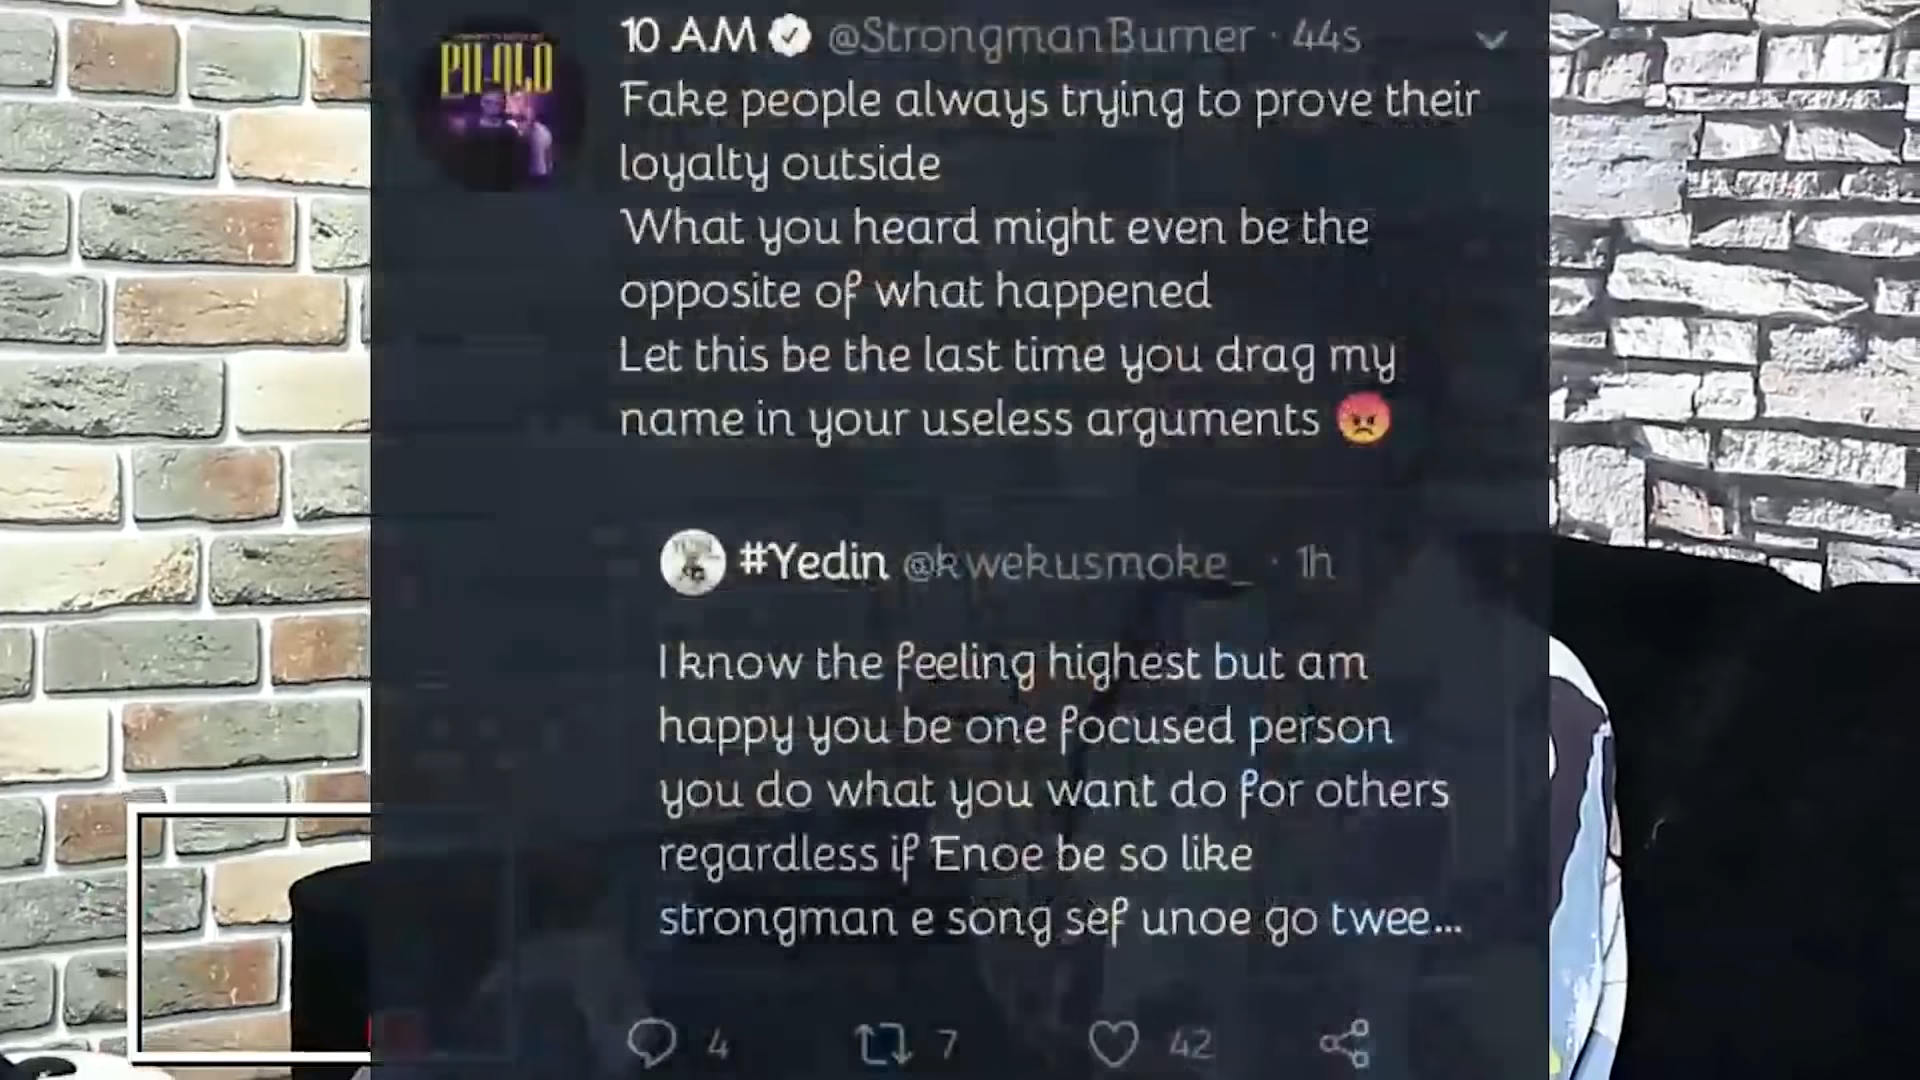 10 AM @StrongmanBurner · 44s
Fake people always trying to prove their
loyalty outside
What you heard might even be the
opposite of what happened
Let this be the last time you drag my
name in your useless arguments 😡
#Yedin @kwekusmoke_ · 1h
I know the feeling highest but am
happy you be one focused person
you do what you want do for others
regardless if Enoe be so like
strongman e song sef unoe go twee...
4 7 42